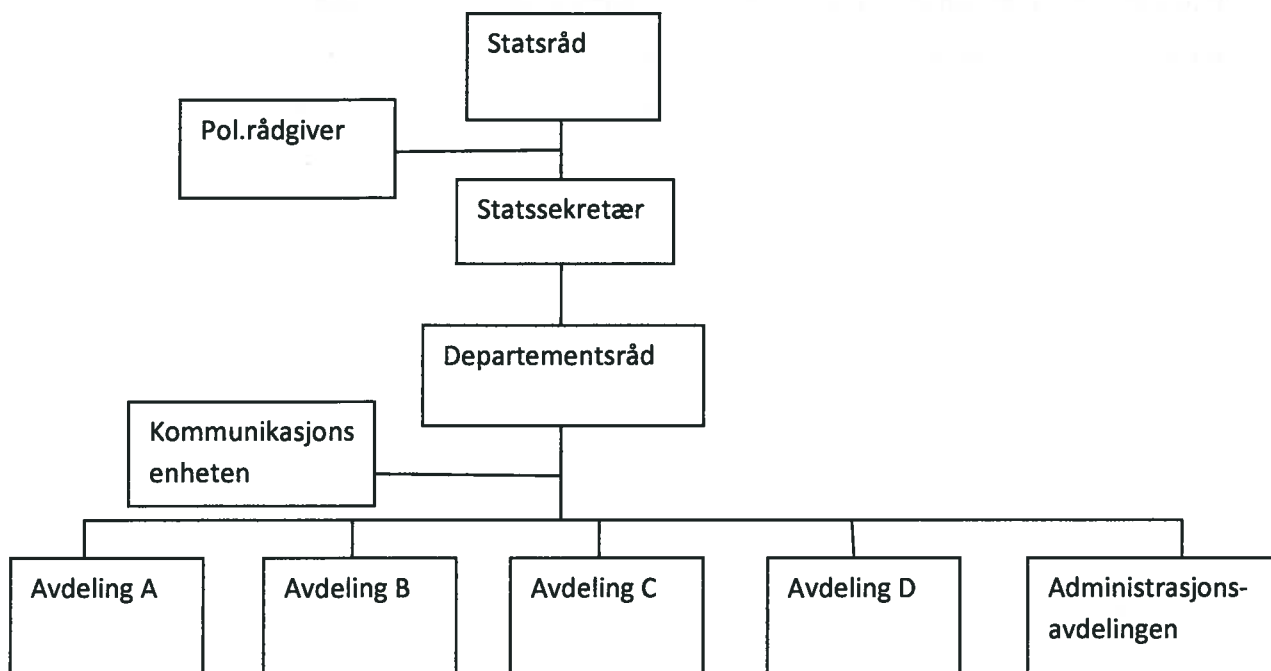 Statsråd
Pol.rådgiver
Statssekretær
Departementsråd
Kommunikasjons
enheten
Avdeling A
Avdeling B
Avdeling C
Avdeling D
Administrasjons-
avdelingen